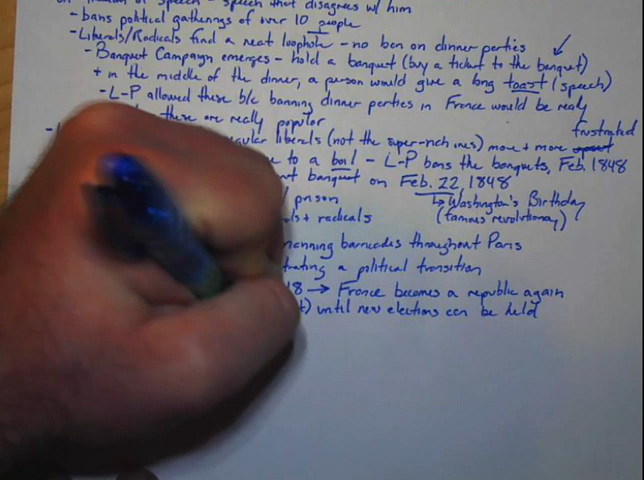 speech that disagrees w/ him
- bans political gatherings of over 10 people
- Liberals/Radicals find a neat loophole - no ban on dinner parties
- Banquet Campaign emerges - hold a banquet (buy a ticket to the banquet)
+ in the middle of the dinner, a person would give a long toast (speech)
- L-P allowed these b/c banning dinner parties in France would be really
these are really popular
frustrated
liberals (not the super-rich ones) more + more
to a boil - L-P bans the banquets, Feb. 1848
banquet on Feb. 22, 1848
prison
↳ Washington's Birthday
+ radicals
(famous revolutionary)
manning barricades throughout Paris
a political transition
→ France becomes a republic again
until new elections can be held